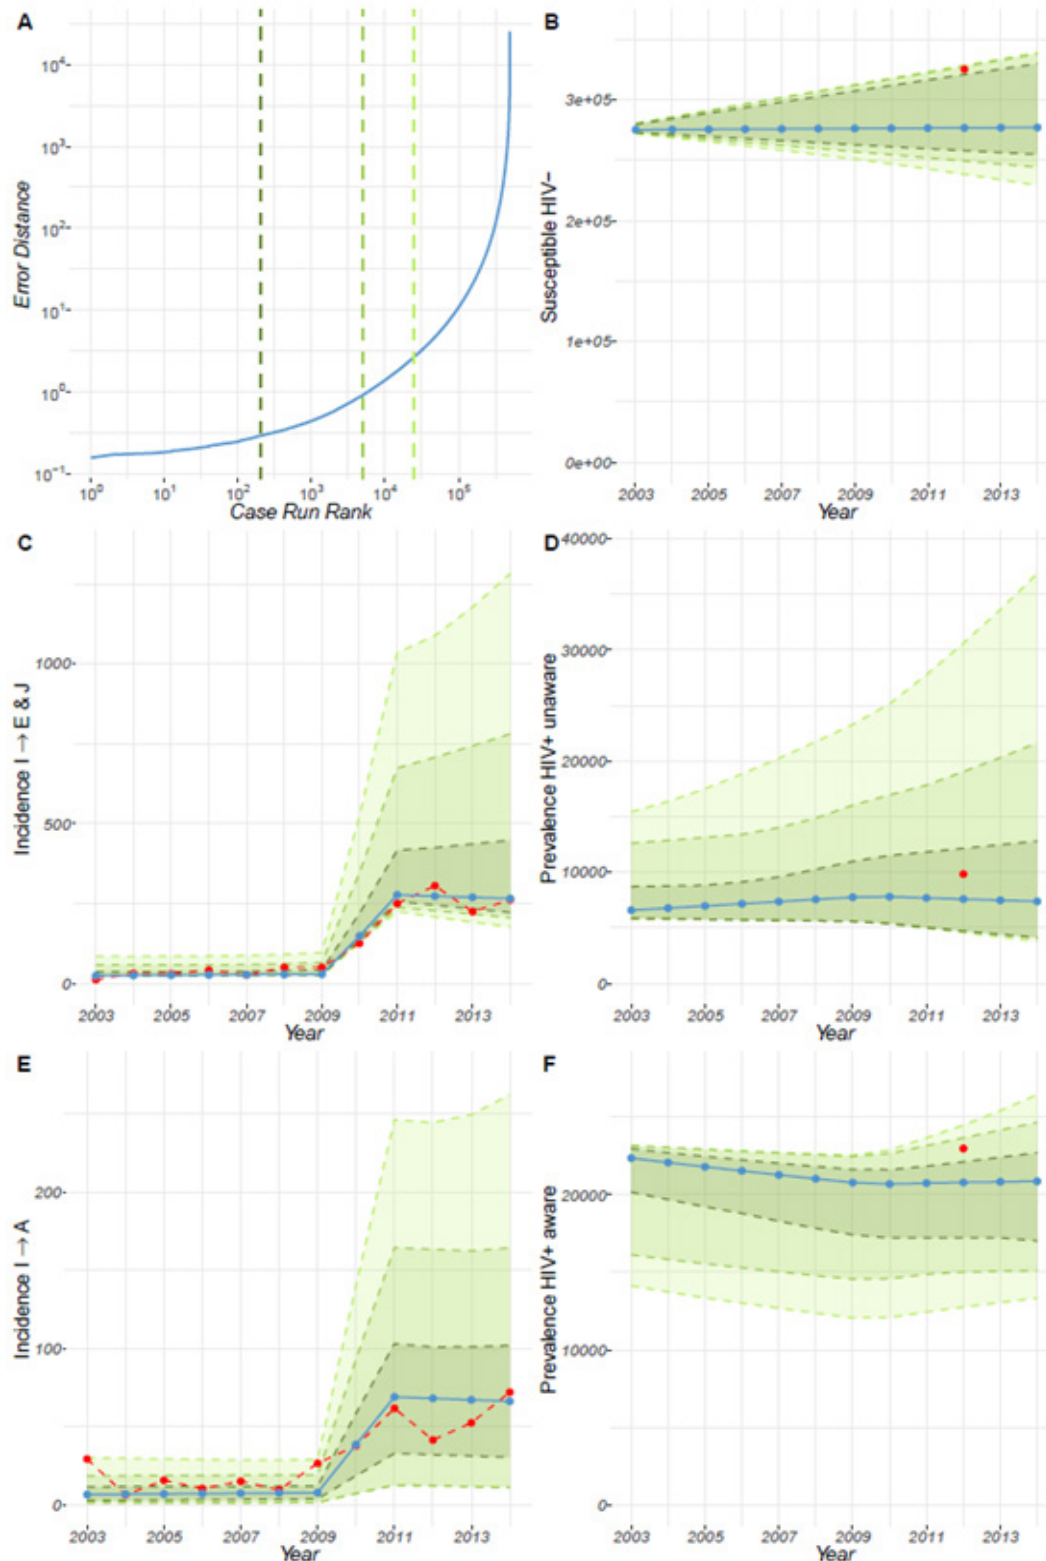 A
Error Distance
10⁴
10³
10²
10¹
10⁰
10⁻¹
10⁰ 10¹ 10² 10³ 10⁴ 10⁵
Case Run Rank
B
Susceptible HIV−
3e+05
2e+05
1e+05
0e+00
2003 2005 2007 2009 2011 2013
Year
C
Incidence I → E & J
1000
500
0
2003 2005 2007 2009 2011 2013
Year
D
Prevalence HIV+ unaware
40000
30000
20000
10000
0
2003 2005 2007 2009 2011 2013
Year
E
Incidence I → A
200
100
0
2003 2005 2007 2009 2011 2013
Year
F
Prevalence HIV+ aware
20000
10000
0
2003 2005 2007 2009 2011 2013
Year